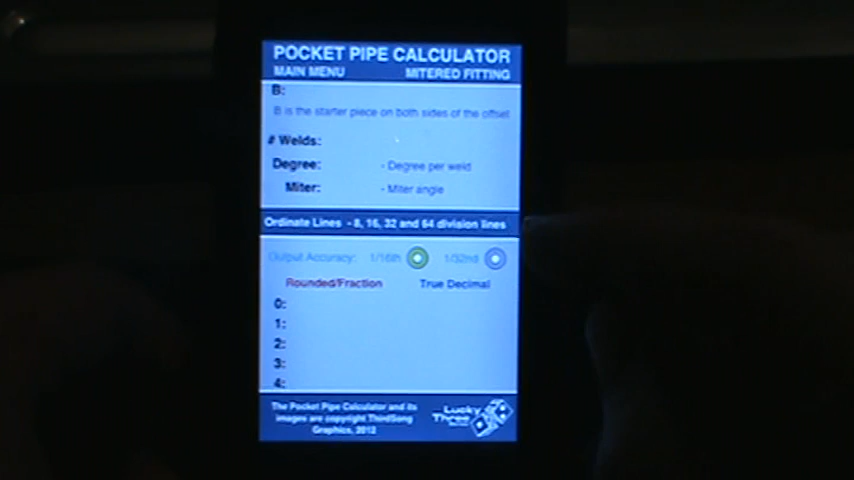 POCKET PIPE CALCULATOR
MAIN MENU MITERED FITTING
B:
B is the starter piece on both sides of the offset
# Welds:
Degree: - Degree per weld
Miter: - Miter angle
Ordinate Lines - 8, 16, 32 and 64 division lines
Output Accuracy: 1/16th 1/32nd
Rounded/Fraction True Decimal
0:
1:
2:
3:
4:
The Pocket Pipe Calculator and its
images are copyright ThirdSong
Graphics, 2012
Lucky
Three